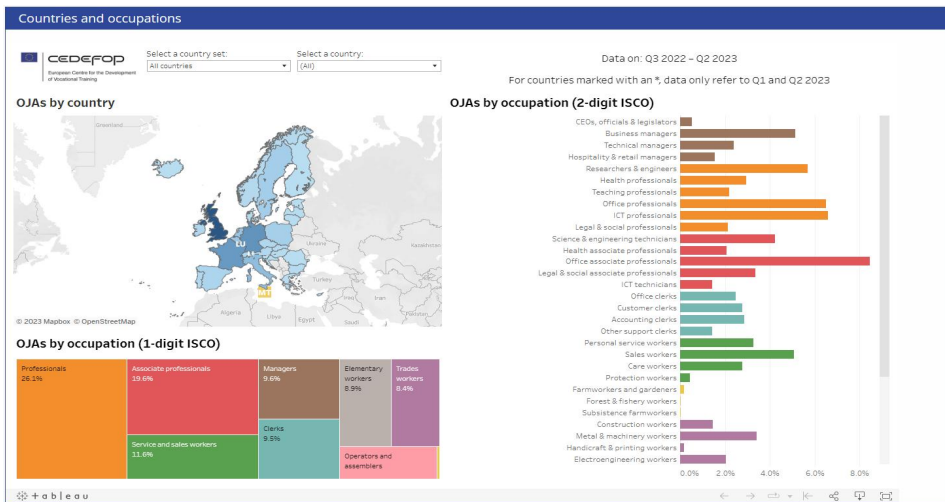 Countries and occupations
CEDEFOP
European Centre for the Development
of Vocational Training
Select a country set:
All countries
Select a country:
(All)
Data on: Q3 2022 – Q2 2023
For countries marked with an *, data only refer to Q1 and Q2 2023
OJAs by country
Greenland
EU
Ukraine
Kazakhstan
Turkey
MT
Algeria
Libya
Egypt
Iraq
Iran
Saudi
Pakistan
© 2023 Mapbox © OpenStreetMap
OJAs by occupation (1-digit ISCO)
Professionals
26.1%
Associate professionals
19.6%
Service and sales workers
11.6%
Managers
9.6%
Clerks
9.5%
Elementary
workers
8.9%
Trades
workers
8.4%
Operators and
assemblers
OJAs by occupation (2-digit ISCO)
CEOs, officials & legislators
Business managers
Technical managers
Hospitality & retail managers
Researchers & engineers
Health professionals
Teaching professionals
Office professionals
ICT professionals
Legal & social professionals
Science & engineering technicians
Health associate professionals
Office associate professionals
Legal & social associate professionals
ICT technicians
Office clerks
Customer clerks
Accounting clerks
Other support clerks
Personal service workers
Sales workers
Care workers
Protection workers
Farmworkers and gardeners
Forest & fishery workers
Subsistence farmworkers
Construction workers
Metal & machinery workers
Handicraft & printing workers
Electroengineering workers
0.0% 2.0% 4.0% 6.0% 8.0%
+ a b | e a u